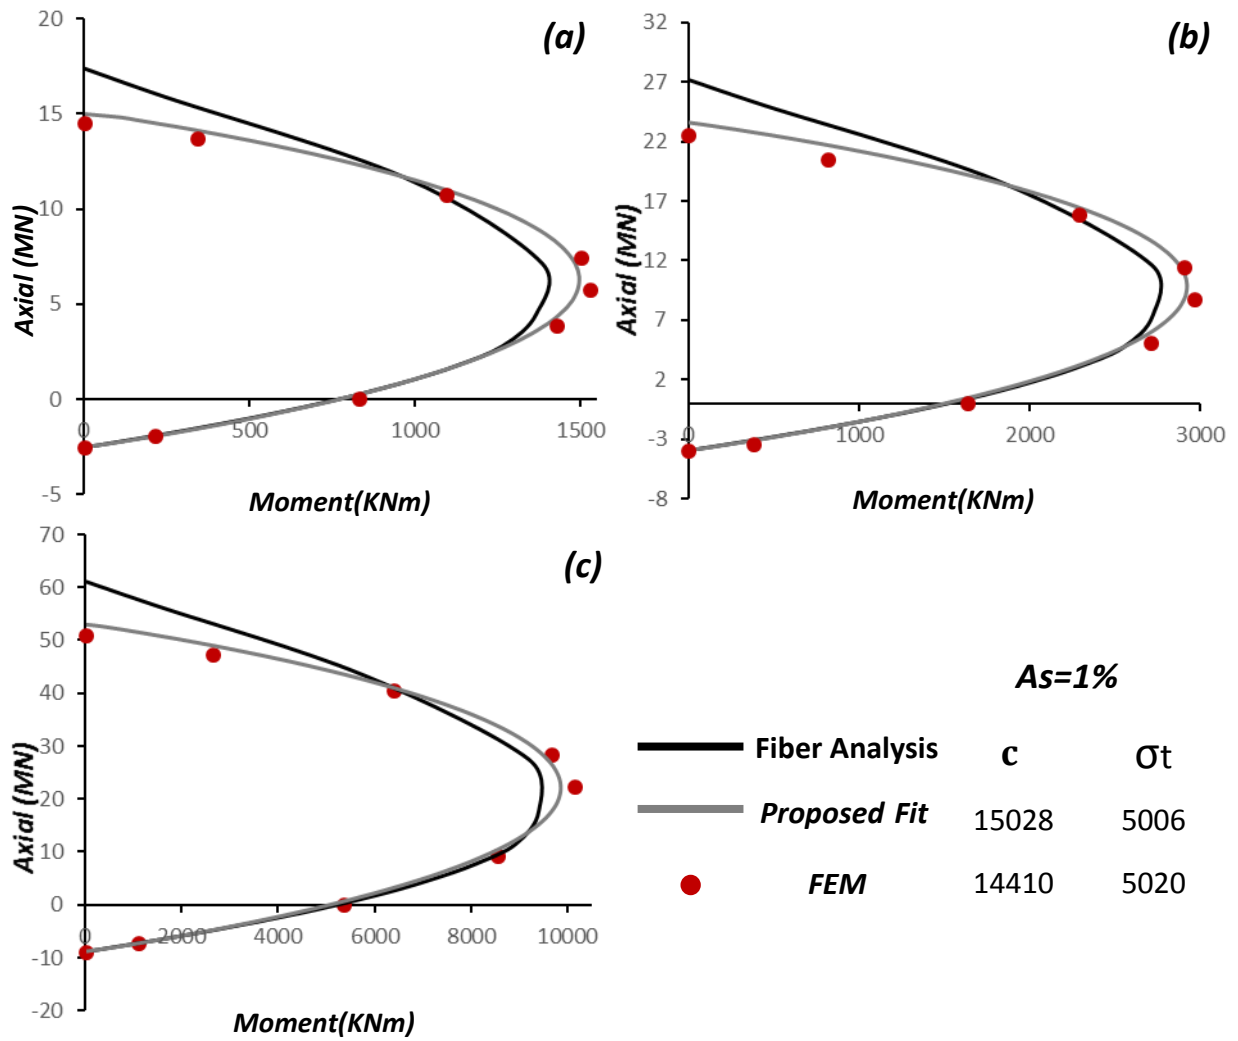 (a)
20
15
10
5
0
-5
500
1000
1500
Axial (MN)
Moment(KNm)
(b)
32
27
22
17
12
7
2
-3
-8
0
1000
2000
3000
Axial (MN)
Moment(KNm)
(c)
70
60
50
40
30
20
10
0
-10
-20
0
2000
4000
6000
8000
10000
Axial (MN)
Moment(KNm)
As=1%
Fiber Analysis c σt
Proposed Fit 15028 5006
FEM 14410 5020